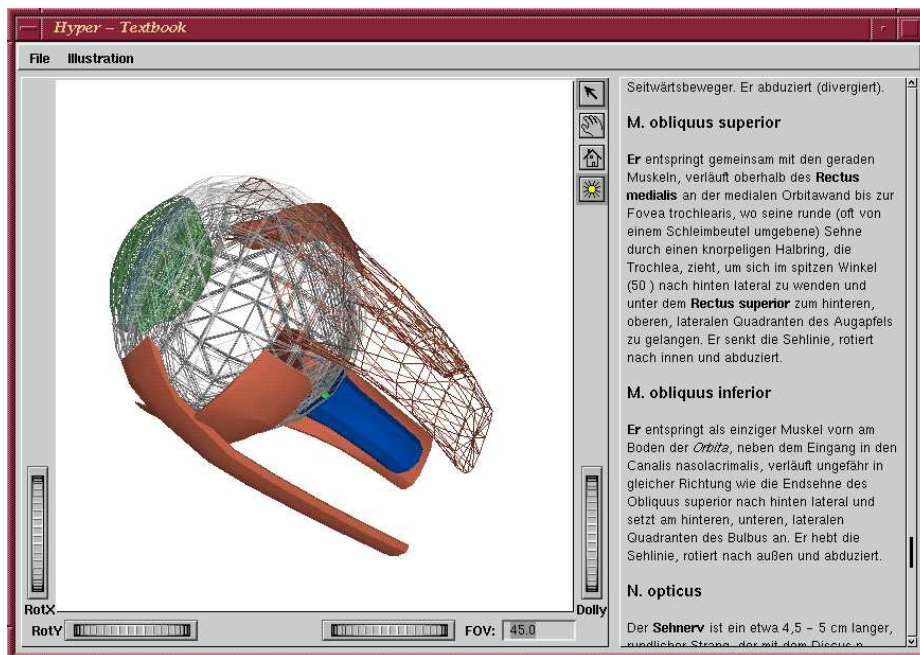 Hyper – Textbook
File Illustration
Seitwärtsbeweger. Er abduziert (divergiert).
M. obliquus superior
Er entspringt gemeinsam mit den geraden
Muskeln, verläuft oberhalb des Rectus
medialis an der medialen Orbitawand bis zur
Fovea trochlearis, wo seine runde (oft von
einem Schleimbeutel umgebene) Sehne
durch einen knorpeligen Halbring, die
Trochlea, zieht, um sich im spitzen Winkel
(50 ) nach hinten lateral zu wenden und
unter dem Rectus superior zum hinteren,
oberen, lateralen Quadranten des Augapfels
zu gelangen. Er senkt die Sehlinie, rotiert
nach innen und abduziert.
M. obliquus inferior
Er entspringt als einziger Muskel vorn am
Boden der Orbita, neben dem Eingang in den
Canalis nasolacrimalis, verläuft ungefähr in
gleicher Richtung wie die Endsehne des
Obliquus superior nach hinten lateral und
setzt am hinteren, unteren, lateralen
Quadranten des Bulbus an. Er hebt die
Sehlinie, rotiert nach außen und abduziert.
N. opticus
Der Sehnerv ist ein etwa 4,5 – 5 cm langer,
rundlicher Strang, der mit dem Discus n.
RotX
Dolly
RotY
FOV: 45.0